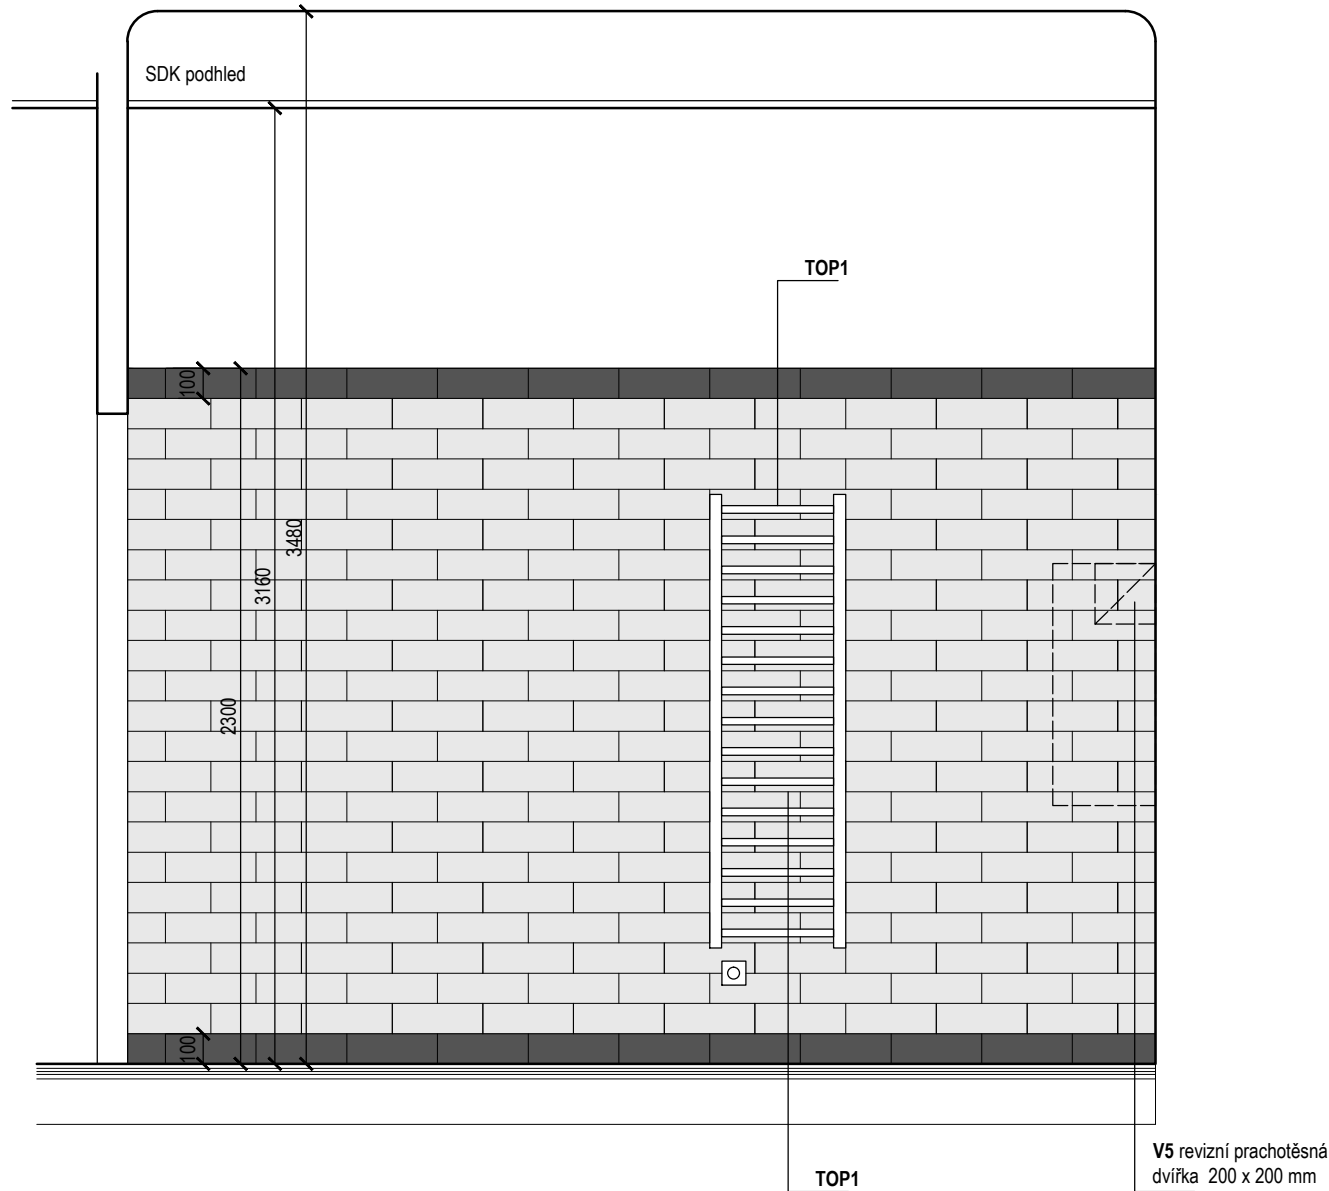 SDK podhled
TOP1
100
3480
3160
2300
100
V5 revizní prachotěsná
dvířka 200 x 200 mm
TOP1